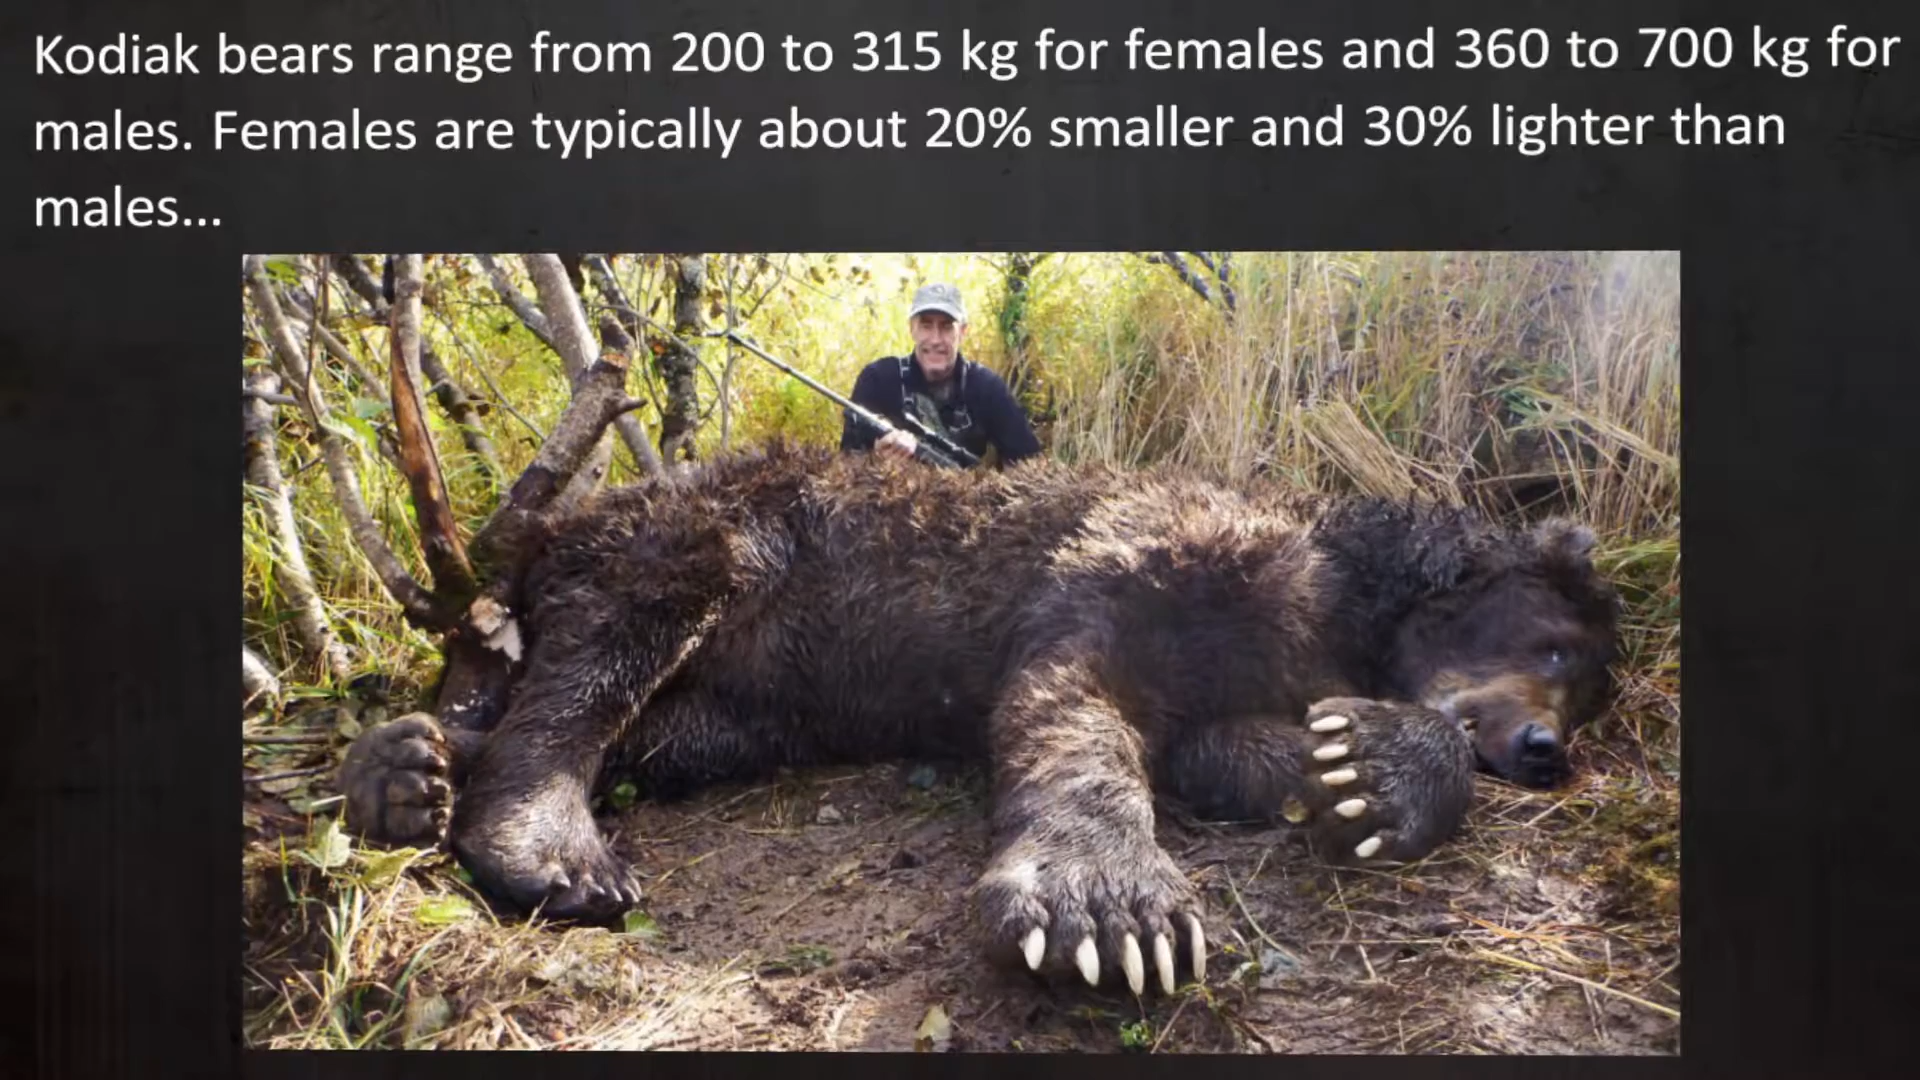 Kodiak bears range from 200 to 315 kg for females and 360 to 700 kg for
males. Females are typically about 20% smaller and 30% lighter than
males...